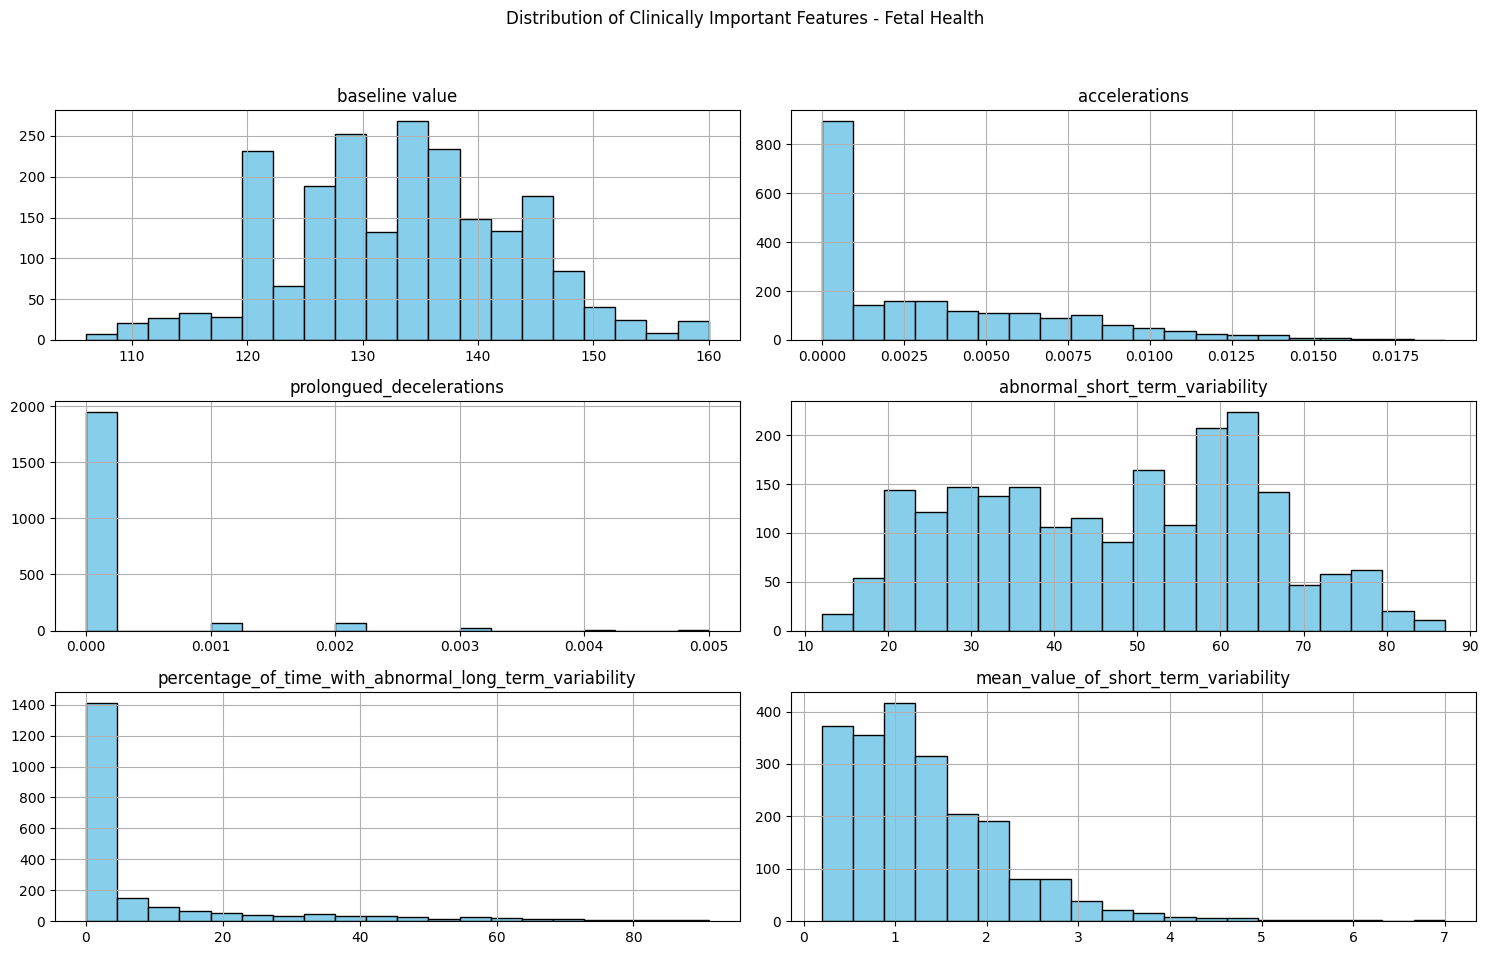 Distribution of Clinically Important Features - Fetal Health
baseline value
250
200
150
100
50
0
110 120 130 140 150 160
accelerations
800
600
400
200
0
0.0000 0.0025 0.0050 0.0075 0.0100 0.0125 0.0150 0.0175
prolongued_decelerations
2000
1500
1000
500
0
0.000 0.001 0.002 0.003 0.004 0.005
abnormal_short_term_variability
200
150
100
50
0
10 20 30 40 50 60 70 80 90
percentage_of_time_with_abnormal_long_term_variability
1400
1200
1000
800
600
400
200
0
0 20 40 60 80
mean_value_of_short_term_variability
400
300
200
100
0
0 1 2 3 4 5 6 7